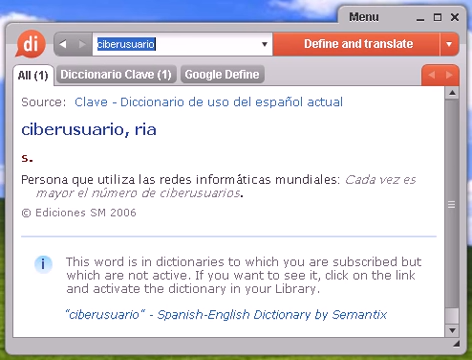 Menu
di
ciberusuario
Define and translate
All (1)
Diccionario Clave (1)
Google Define
Source: Clave - Diccionario de uso del español actual
ciberusuario, ria
s.
Persona que utiliza las redes informáticas mundiales: Cada vez es
mayor el número de ciberusuarios.
© Ediciones SM 2006
i
This word is in dictionaries to which you are subscribed but
which are not active. If you want to see it, click on the link
and activate the dictionary in your Library.
"ciberusuario" - Spanish-English Dictionary by Semantix